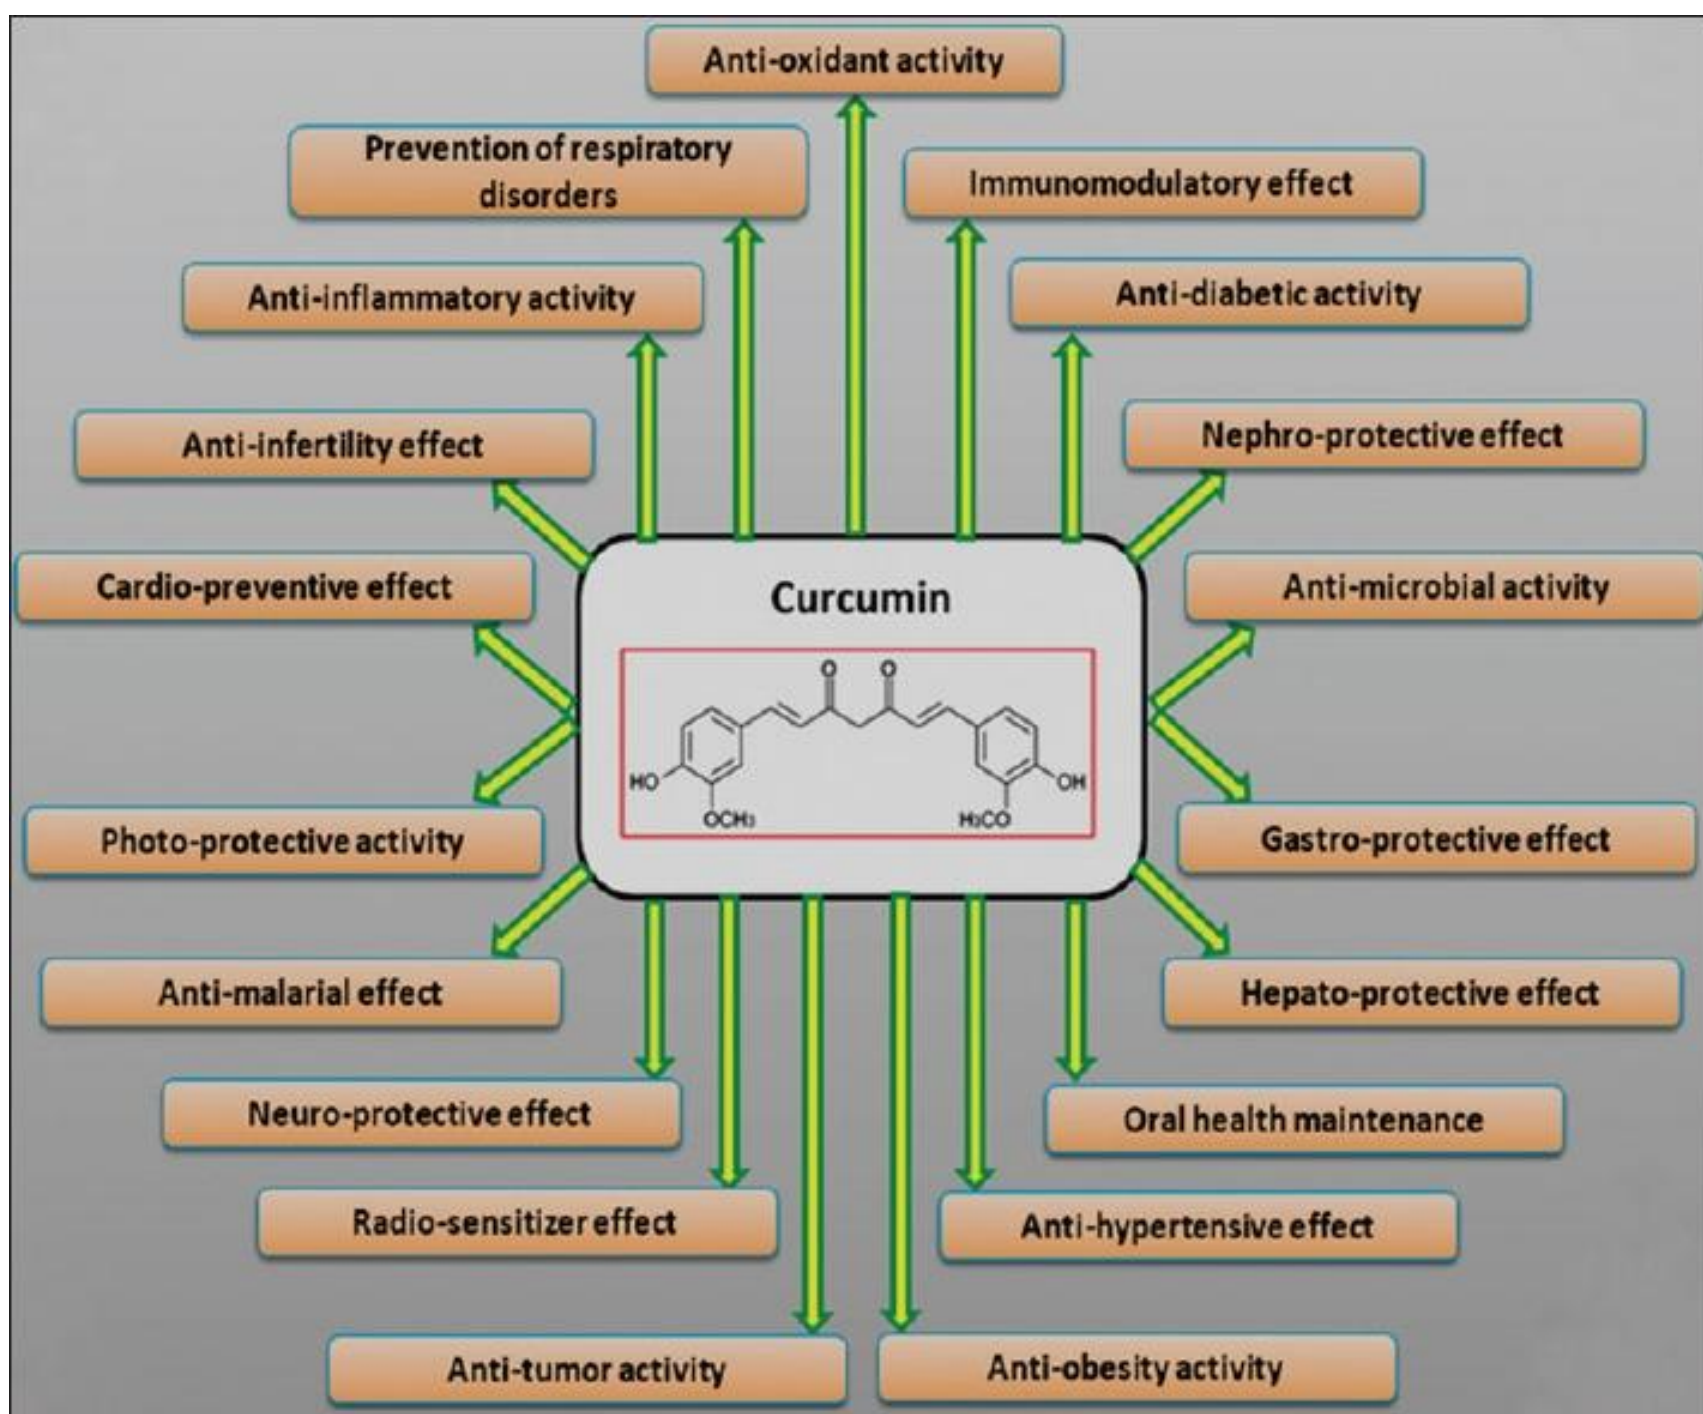 Anti-oxidant activity
Prevention of respiratory
disorders
Immunomodulatory effect
Anti-inflammatory activity
Anti-diabetic activity
Anti-infertility effect
Nephro-protective effect
Cardio-preventive effect
Anti-microbial activity
Curcumin
O O
HO
OH
OCH3
H3CO
Photo-protective activity
Gastro-protective effect
Anti-malarial effect
Hepato-protective effect
Neuro-protective effect
Oral health maintenance
Radio-sensitizer effect
Anti-hypertensive effect
Anti-tumor activity
Anti-obesity activity